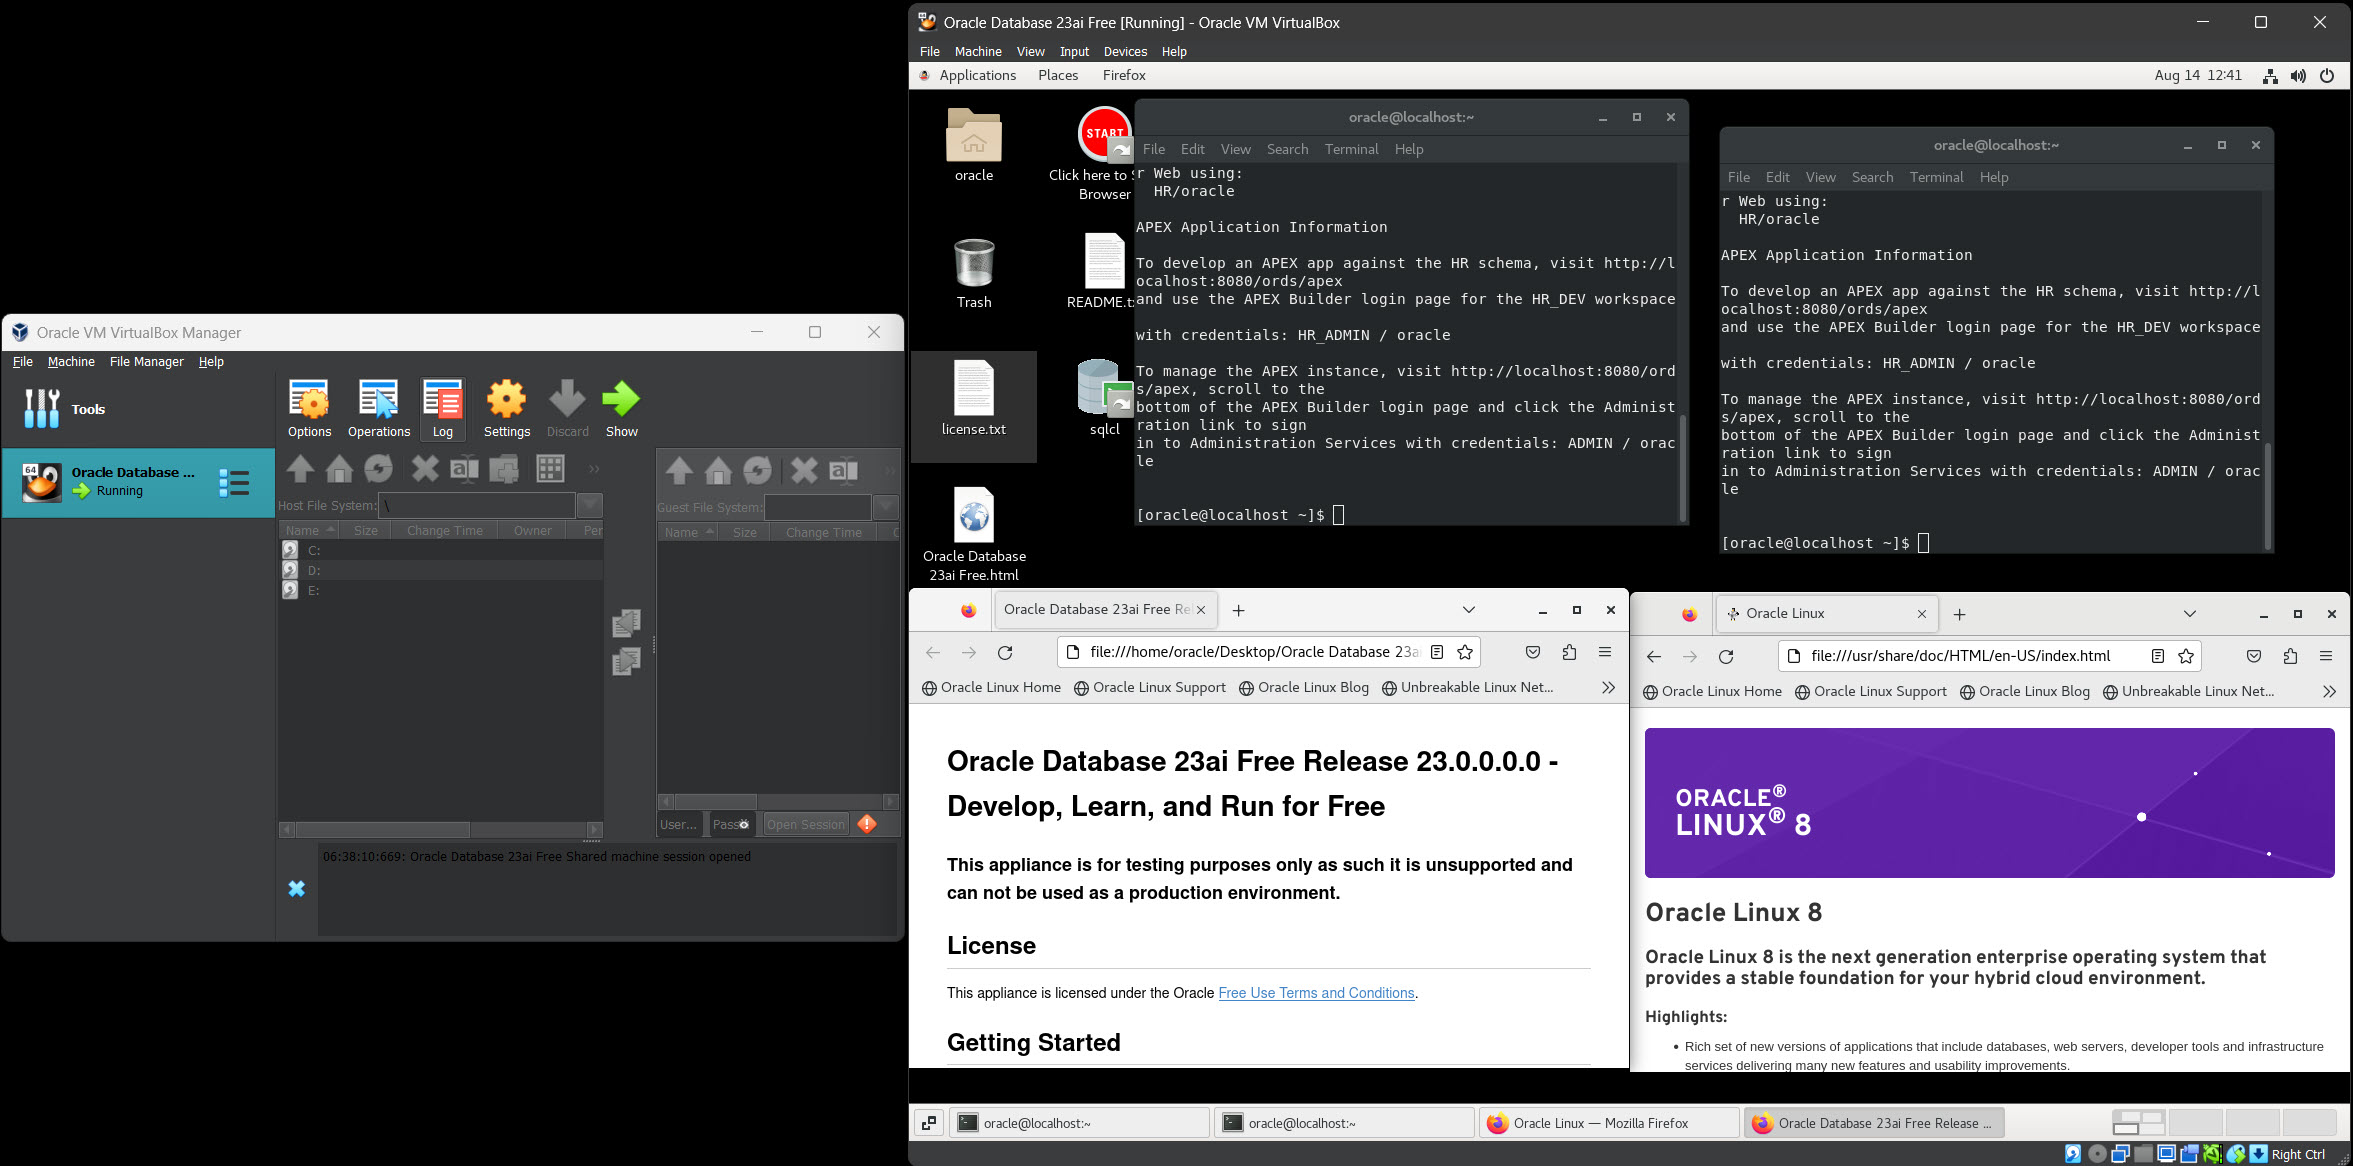 Oracle VM VirtualBox Manager
File Machine File Manager Help
Tools
Options Operations Log Settings Discard Show
64
Oracle Database ...
Running
Host File System: \
Name Size Change Time Owner
C:
D:
E:
Guest File System:
Name Size Change Time
User... Open Session
06:38:10:669: Oracle Database 23ai Free Shared machine session opened
Oracle Database 23ai Free [Running] - Oracle VM VirtualBox
File Machine View Input Devices Help
Applications Places Firefox
Aug 14 12:41
oracle
START
Click here to
Browser
Trash
license.txt
sqlcl
Oracle Database
23ai Free.html
oracle@localhost:~
File Edit View Search Terminal Help
r Web using:
HR/oracle
APEX Application Information
To develop an APEX app against the HR schema, visit http://l
ocalhost:8080/ords/apex
and use the APEX Builder login page for the HR_DEV workspace
with credentials: HR_ADMIN / oracle
To manage the APEX instance, visit http://localhost:8080/ord
s/apex, scroll to the
bottom of the APEX Builder login page and click the Administ
ration link to sign
in to Administration Services with credentials: ADMIN / orac
le
[oracle@localhost ~]$
oracle@localhost:~
File Edit View Search Terminal Help
r Web using:
HR/oracle
APEX Application Information
To develop an APEX app against the HR schema, visit http://l
ocalhost:8080/ords/apex
and use the APEX Builder login page for the HR_DEV workspace
with credentials: HR_ADMIN / oracle
To manage the APEX instance, visit http://localhost:8080/ord
s/apex, scroll to the
bottom of the APEX Builder login page and click the Administ
ration link to sign
in to Administration Services with credentials: ADMIN / orac
le
[oracle@localhost ~]$
Oracle Database 23ai Free
file:///home/oracle/Desktop/Oracle Database
Oracle Linux Home Oracle Linux Support Oracle Linux Blog Unbreakable Linux Net...
Oracle Database 23ai Free Release 23.0.0.0.0 -
Develop, Learn, and Run for Free
This appliance is for testing purposes only as such it is unsupported and
can not be used as a production environment.
License
This appliance is licensed under the Oracle Free Use Terms and Conditions.
Getting Started
Oracle Linux
file:///usr/share/doc/HTML/en-US/index.html
Oracle Linux Home Oracle Linux Support Oracle Linux Blog Unbreakable Linux Net...
ORACLE®
LINUX® 8
Oracle Linux 8
Oracle Linux 8 is the next generation enterprise operating system that
provides a stable foundation for your hybrid cloud environment.
Highlights:
• Rich set of new versions of applications that include databases, web servers, developer tools and infrastructure
services delivering many new features and usability improvements.
oracle@localhost:~
oracle@localhost:~
Oracle Linux — Mozilla Firefox
Oracle Database 23ai Free Release ...
Right Ctrl